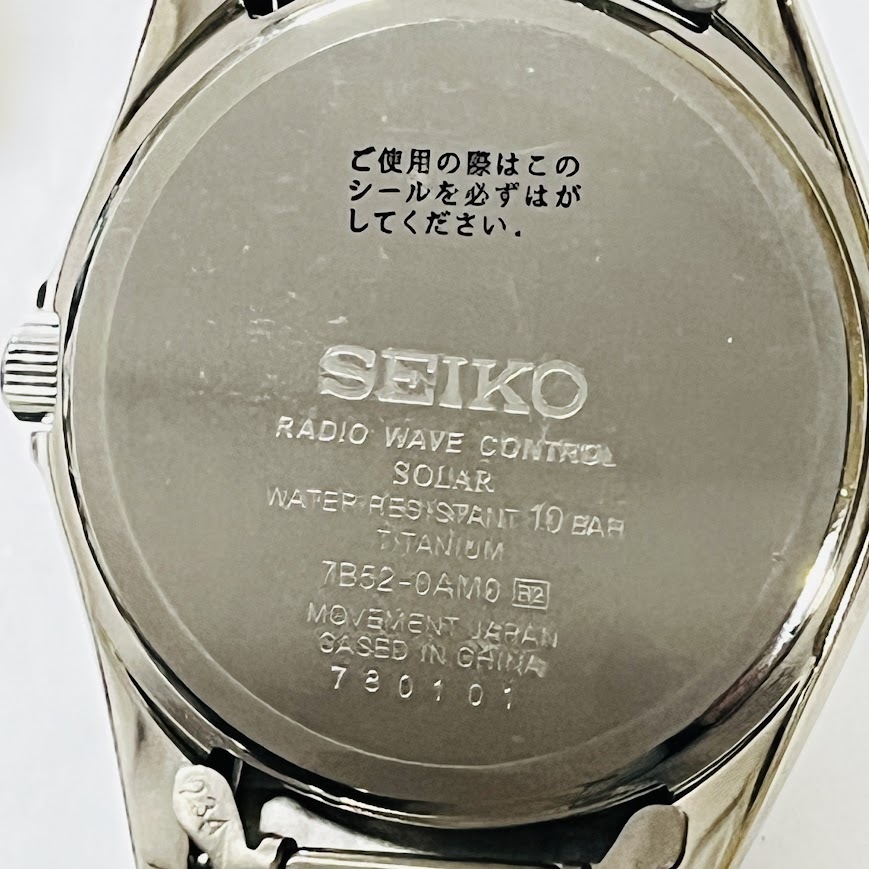 ご使用の際はこの
シールを必ずはが
してください.
SEIKO
RADIO WAVE CONTROL
SOLAR
WATER RESISTANT 10 BAR
TITANIUM
7B52-0AM0 R2
MOVEMENT JAPAN
CASED IN CHINA
780101